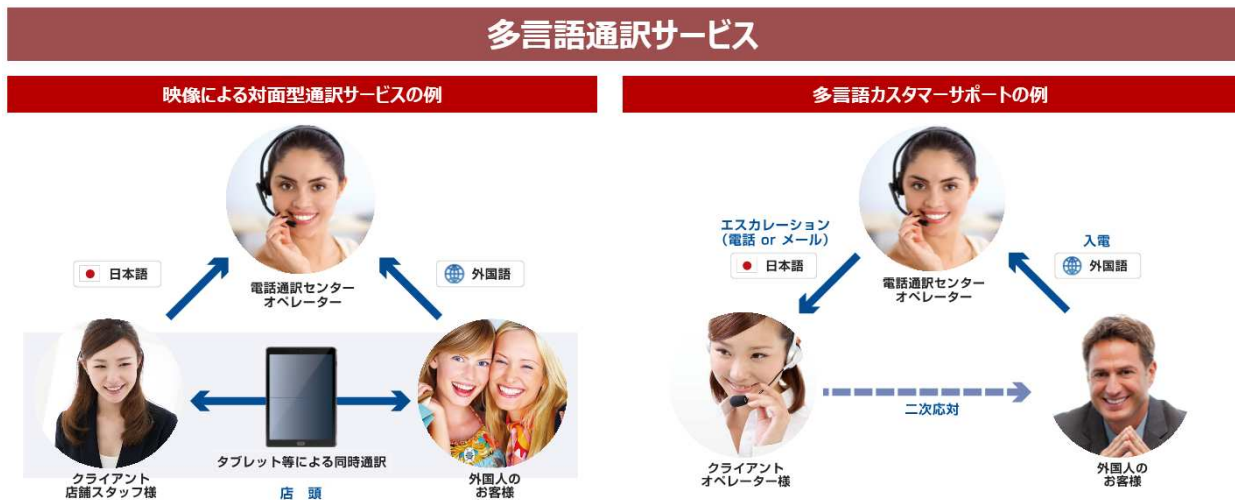 多言語通訳サービス
映像による対面型通訳サービスの例
電話通訳センター
オペレーター
日本語
外国語
クライアント
店舗スタッフ様
タブレット等による同時通訳
店 頭
外国人の
お客様
多言語カスタマーサポートの例
エスカレーション
(電話 or メール)
日本語
電話通訳センター
オペレーター
入電
外国語
クライアント
オペレーター様
二次応対
外国人の
お客様